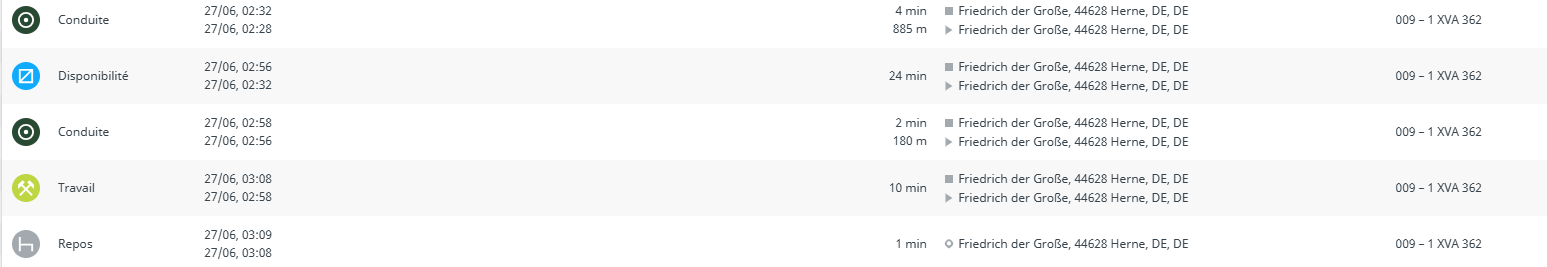 Conduite
27/06, 02:32
27/06, 02:28
4 min
885 m
Friedrich der Große, 44628 Herne, DE, DE
Friedrich der Große, 44628 Herne, DE, DE
009 – 1 XVA 362
Disponibilité
27/06, 02:56
27/06, 02:32
24 min
Friedrich der Große, 44628 Herne, DE, DE
Friedrich der Große, 44628 Herne, DE, DE
009 – 1 XVA 362
Conduite
27/06, 02:58
27/06, 02:56
2 min
180 m
Friedrich der Große, 44628 Herne, DE, DE
Friedrich der Große, 44628 Herne, DE, DE
009 – 1 XVA 362
Travail
27/06, 03:08
27/06, 02:58
10 min
Friedrich der Große, 44628 Herne, DE, DE
Friedrich der Große, 44628 Herne, DE, DE
009 – 1 XVA 362
Repos
27/06, 03:09
27/06, 03:08
1 min
Friedrich der Große, 44628 Herne, DE, DE
009 – 1 XVA 362